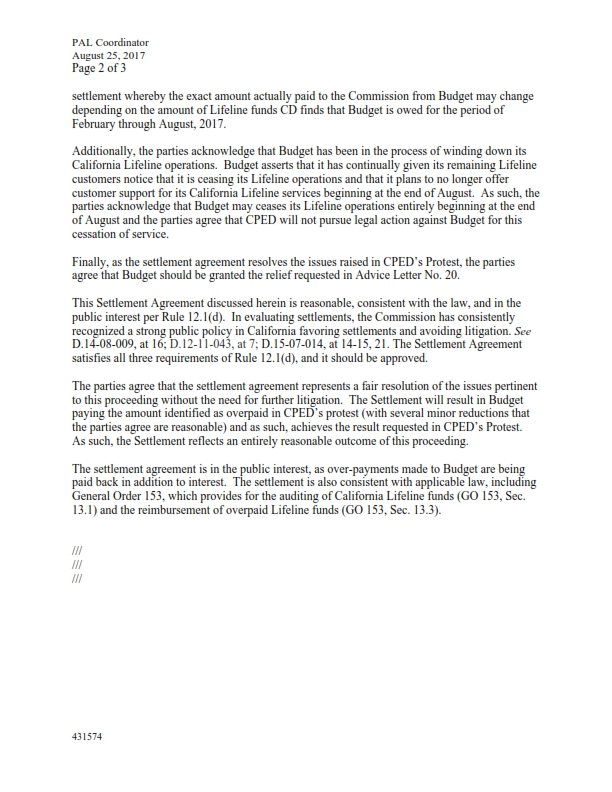 PAL Coordinator
August 25, 2017
Page 2 of 3
settlement whereby the exact amount actually paid to the Commission from Budget may change
depending on the amount of Lifeline funds CD finds that Budget is owed for the period of
February through August, 2017.
Additionally, the parties acknowledge that Budget has been in the process of winding down its
California Lifeline operations.  Budget asserts that it has continually given its remaining Lifeline
customers notice that it is ceasing its Lifeline operations and that it plans to no longer offer
customer support for its California Lifeline services beginning at the end of August.  As such, the
parties acknowledge that Budget may ceases its Lifeline operations entirely beginning at the end
of August and the parties agree that CPED will not pursue legal action against Budget for this
cessation of service.
Finally, as the settlement agreement resolves the issues raised in CPED's Protest, the parties
agree that Budget should be granted the relief requested in Advice Letter No. 20.
This Settlement Agreement discussed herein is reasonable, consistent with the law, and in the
public interest per Rule 12.1(d).  In evaluating settlements, the Commission has consistently
recognized a strong public policy in California favoring settlements and avoiding litigation. See
D.14-08-009, at 16; D.12-11-043, at 7; D.15-07-014, at 14-15, 21. The Settlement Agreement
satisfies all three requirements of Rule 12.1(d), and it should be approved.
The parties agree that the settlement agreement represents a fair resolution of the issues pertinent
to this proceeding without the need for further litigation.  The Settlement will result in Budget
paying the amount identified as overpaid in CPED's protest (with several minor reductions that
the parties agree are reasonable) and as such, achieves the result requested in CPED's Protest.
As such, the Settlement reflects an entirely reasonable outcome of this proceeding.
The settlement agreement is in the public interest, as over-payments made to Budget are being
paid back in addition to interest.  The settlement is also consistent with applicable law, including
General Order 153, which provides for the auditing of California Lifeline funds (GO 153, Sec.
13.1) and the reimbursement of overpaid Lifeline funds (GO 153, Sec. 13.3).
///
///
///
431574